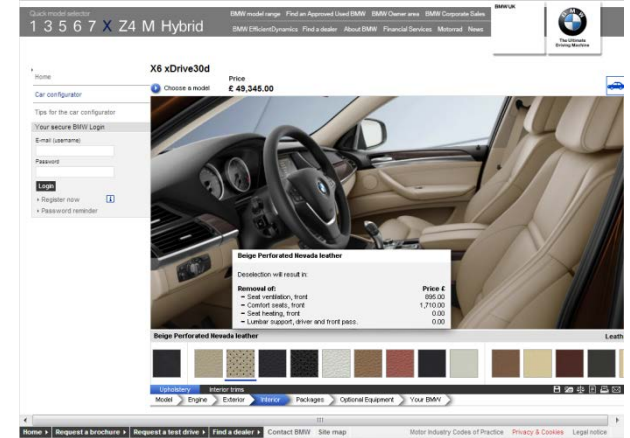 Quick model selector
1 3 5 6 7 X Z4 M Hybrid
BMW model range Find an Approved Used BMW BMW Owner area BMW Corporate Sales
BMW EfficientDynamics Find a dealer About BMW Financial Services Motorrad News
BMW UK
The Ultimate
Driving Machine
Home
Car configurator
Tips for the car configurator
Your secure BMW Login
E-mail (username)
Password
Login
Register now
Password reminder
X6 xDrive30d
Choose a model
Price
£ 49,345.00
Beige Perforated Nevada leather
Deselection will result in:
Removal of: Price £
– Seat ventilation, front 895.00
– Comfort seats, front 1,710.00
– Seat heating, front 0.00
– Lumbar support, driver and front pass. 0.00
Beige Perforated Nevada leather Leath
Upholstery Interior trims
Model Engine Exterior Interior Packages Optional Equipment Your BMW
Home Request a brochure Request a test drive Find a dealer Contact BMW Site map Motor Industry Codes of Practice Privacy & Cookies Legal notice